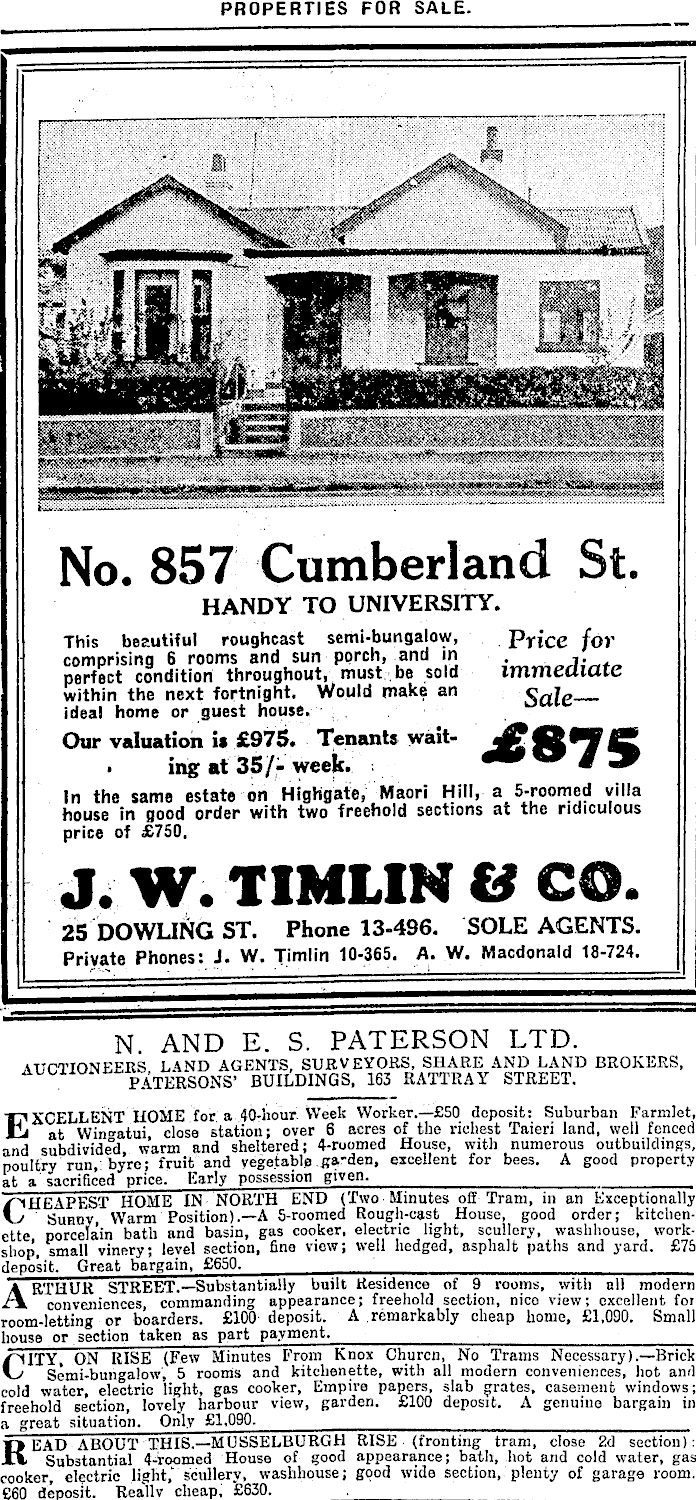 PROPERTIES FOR SALE.
No. 857 Cumberland St.
HANDY TO UNIVERSITY.
This beautiful roughcast semi-bungalow,
comprising 6 rooms and sun porch, and in
perfect condition throughout, must be sold
within the next fortnight. Would make an
ideal home or guest house.
Our valuation is £975. Tenants wait-
ing at 35/- week.
Price for
immediate
Sale—
£875
In the same estate on Highgate, Maori Hill, a 5-roomed villa
house in good order with two freehold sections at the ridiculous
price of £750.
J. W. TIMLIN & CO.
25 DOWLING ST. Phone 13-496. SOLE AGENTS.
Private Phones: J. W. Timlin 10-365. A. W. Macdonald 18-724.
N. AND E. S. PATERSON LTD.
AUCTIONEERS, LAND AGENTS, SURVEYORS, SHARE AND LAND BROKERS,
PATERSONS' BUILDINGS, 163 RATTRAY STREET.
EXCELLENT HOME for a 40-hour Week Worker.—£50 deposit: Suburban Farmlet,
at Wingatui, close station; over 6 acres of the richest Taieri land, well fenced
and subdivided, warm and sheltered; 4-roomed House, with numerous outbuildings,
poultry run, byre; fruit and vegetable garden, excellent for bees. A good property
at a sacrificed price. Early possession given.
CHEAPEST HOME IN NORTH END (Two Minutes off Tram, in an Exceptionally
Sunny, Warm Position).—A 5-roomed Rough-cast House, good order; kitchen-
ette, porcelain bath and basin, gas cooker, electric light, scullery, washhouse, work-
shop, small vinery; level section, fine view; well hedged, asphalt paths and yard. £75
deposit. Great bargain, £650.
ARTHUR STREET.—Substantially built Residence of 9 rooms, with all modern
conveniences, commanding appearance; freehold section, nice view; excellent for
room-letting or boarders. £100 deposit. A remarkably cheap home, £1,090. Small
house or section taken as part payment.
CITY, ON RISE (Few Minutes From Knox Church, No Trams Necessary).—Brick
Semi-bungalow, 5 rooms and kitchenette, with all modern conveniences, hot and
cold water, electric light, gas cooker, Empire papers, slab grates, casement windows;
freehold section, lovely harbour view, garden. £100 deposit. A genuine bargain in
a great situation. Only £1,090.
READ ABOUT THIS.—MUSSELBURGH RISE (fronting tram, close 2d section):
Substantial 4-roomed House of good appearance; bath, hot and cold water, gas
cooker, electric light, scullery, washhouse; good wide section, plenty of garage room.
£60 deposit. Really cheap, £630.